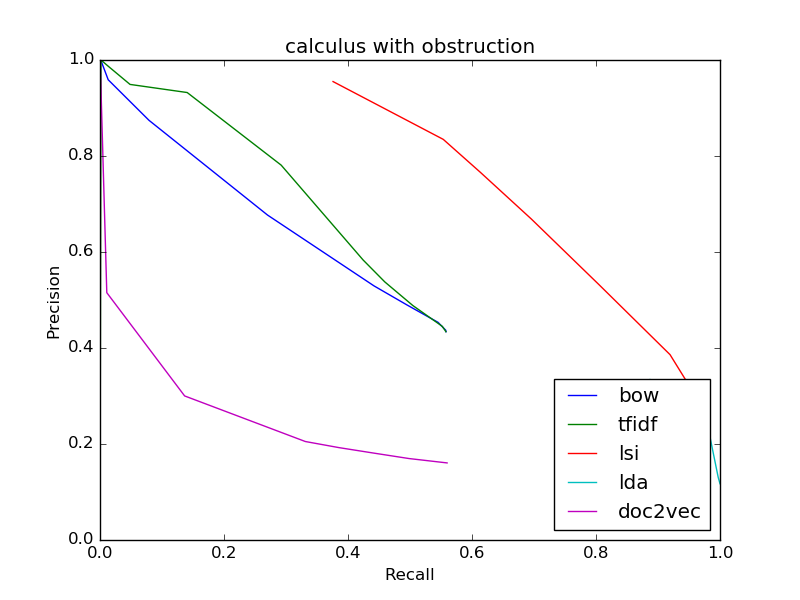 calculus with obstruction
1.0
0.8
0.6
0.4
0.2
0.0
Precision
0.0 0.2 0.4 0.6 0.8 1.0
Recall
bow
tfidf
lsi
lda
doc2vec